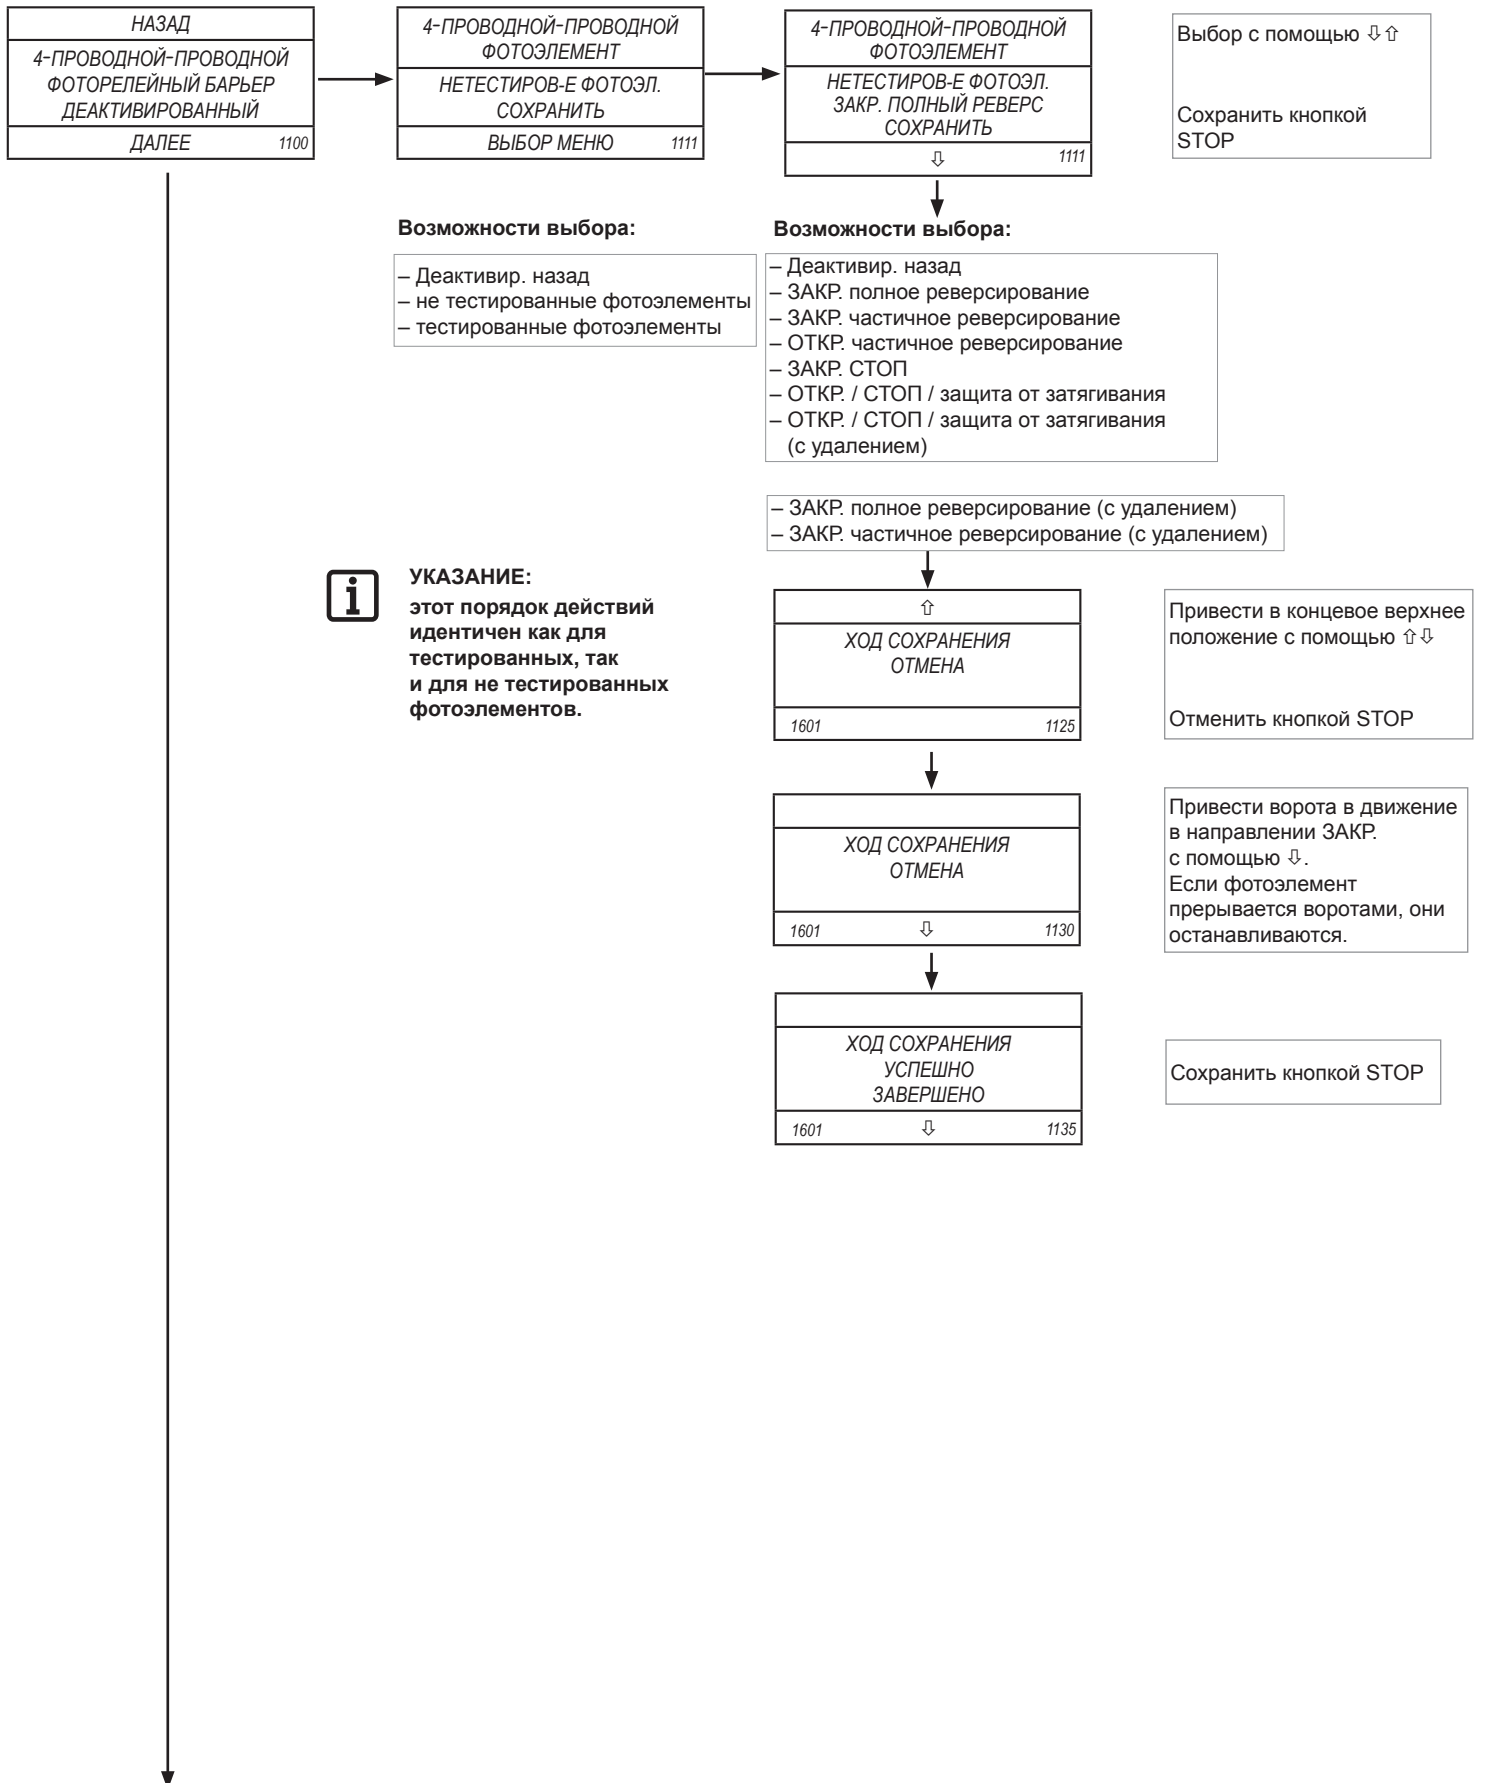 НАЗАД
4-ПРОВОДНОЙ-ПРОВОДНОЙ
ФОТОРЕЛЕЙНЫЙ БАРЬЕР
ДЕАКТИВИРОВАННЫЙ
ДАЛЕЕ 1100
4-ПРОВОДНОЙ-ПРОВОДНОЙ
ФОТОЭЛЕМЕНТ
НЕТЕСТИРОВ-Е ФОТОЭЛ.
СОХРАНИТЬ
ВЫБОР МЕНЮ 1111
4-ПРОВОДНОЙ-ПРОВОДНОЙ
ФОТОЭЛЕМЕНТ
НЕТЕСТИРОВ-Е ФОТОЭЛ.
ЗАКР. ПОЛНЫЙ РЕВЕРС
СОХРАНИТЬ
⇩ 1111
Выбор с помощью ⇩⇧
Сохранить кнопкой
STOP
Возможности выбора:
– Деактивир. назад
– не тестированные фотоэлементы
– тестированные фотоэлементы
Возможности выбора:
– Деактивир. назад
– ЗАКР. полное реверсирование
– ЗАКР. частичное реверсирование
– ОТКР. частичное реверсирование
– ЗАКР. СТОП
– ОТКР. / СТОП / защита от затягивания
– ОТКР. / СТОП / защита от затягивания
(с удалением)
– ЗАКР. полное реверсирование (с удалением)
– ЗАКР. частичное реверсирование (с удалением)
i
УКАЗАНИЕ:
этот порядок действий
идентичен как для
тестированных, так
и для не тестированных
фотоэлементов.
⇧
ХОД СОХРАНЕНИЯ
ОТМЕНА
1601 1125
Привести в концевое верхнее
положение с помощью ⇧⇩
Отменить кнопкой STOP
ХОД СОХРАНЕНИЯ
ОТМЕНА
1601 ⇩ 1130
Привести ворота в движение
в направлении ЗАКР.
с помощью ⇩.
Если фотоэлемент
прерывается воротами, они
останавливаются.
ХОД СОХРАНЕНИЯ
УСПЕШНО
ЗАВЕРШЕНО
1601 ⇩ 1135
Сохранить кнопкой STOP